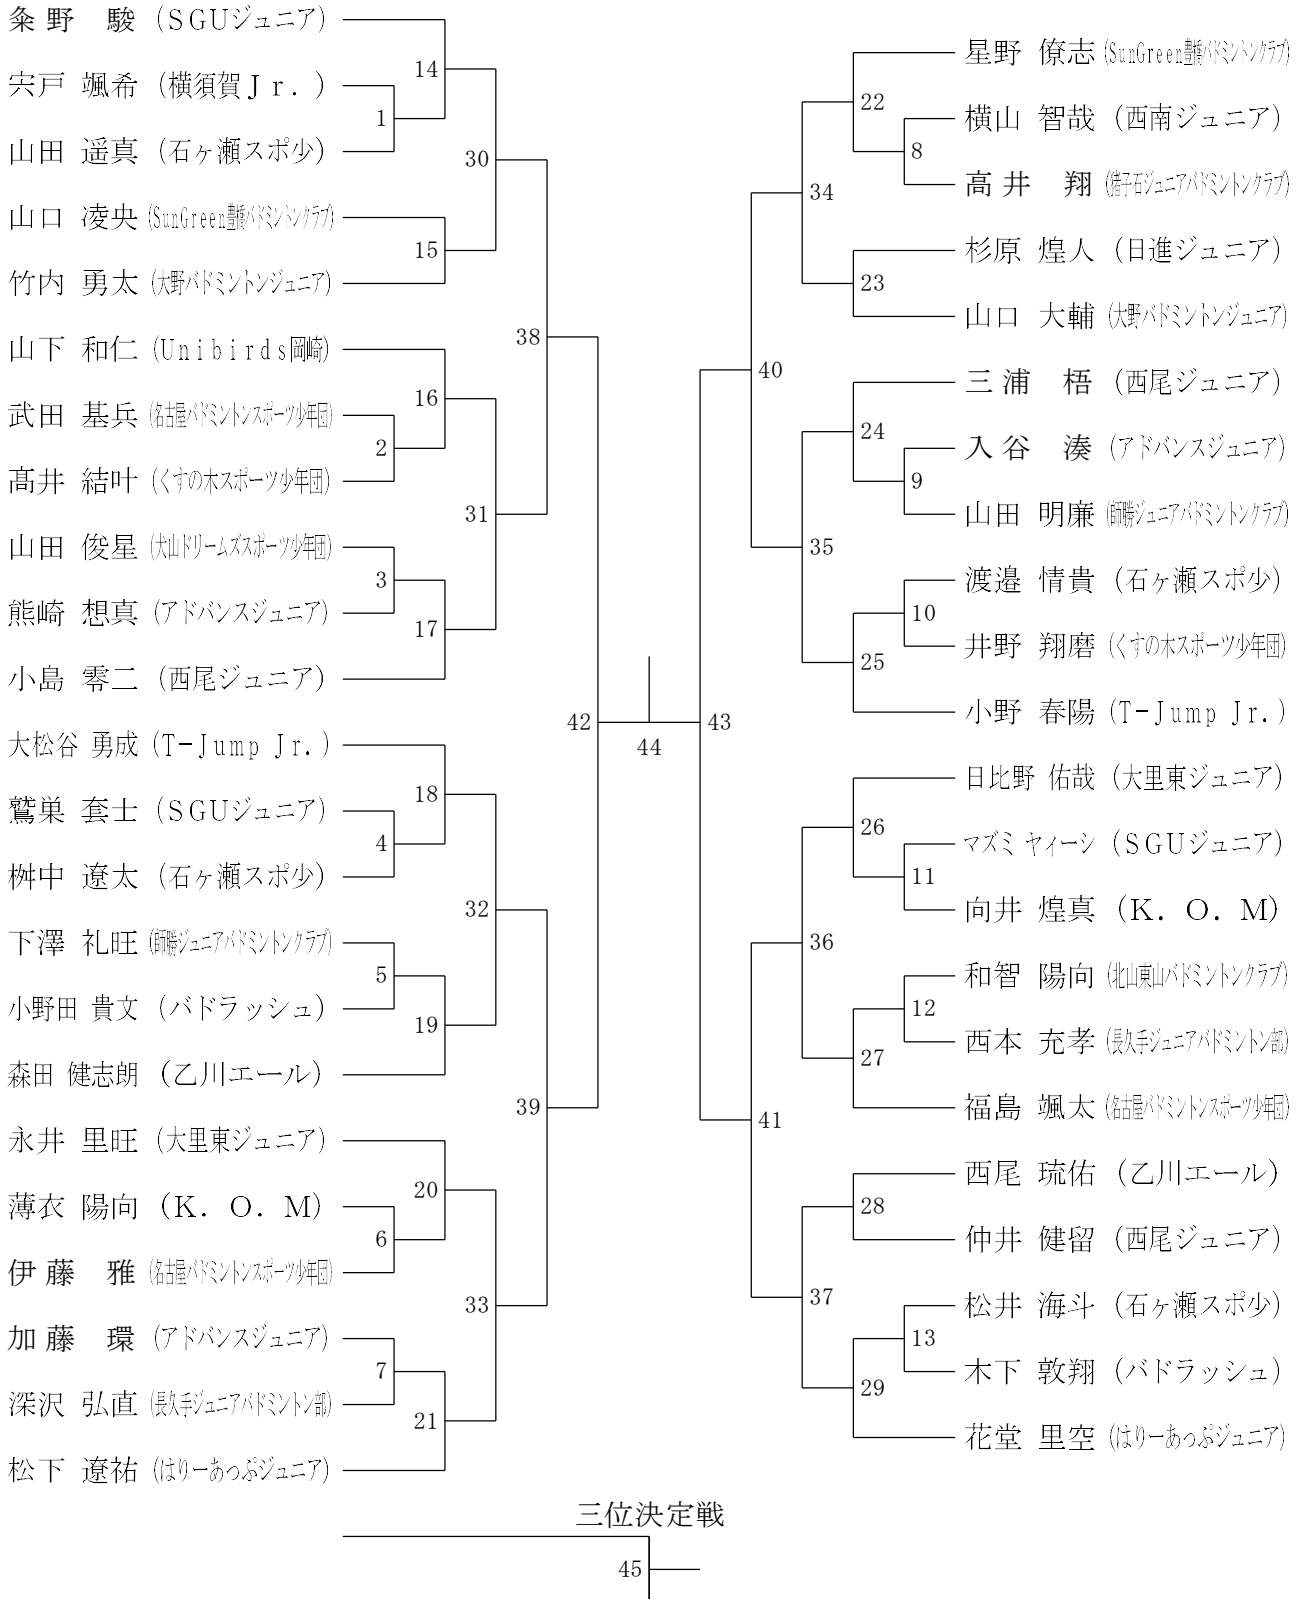 粂野 駿 (SGUジュニア)
宍戸 颯希 (横須賀Jr.)
山田 遥真 (石ヶ瀬スポ少)
山口 凌央 (SunGreen豊橋バドミントンクラブ)
竹内 勇太 (大野バドミントンジュニア)
山下 和仁 (Unibirds岡崎)
武田 基兵 (名古屋バドミントンスポーツ少年団)
髙井 結叶 (くすの木スポーツ少年団)
山田 俊星 (犬山ドリームズスポーツ少年団)
熊崎 想真 (アドバンスジュニア)
小島 零二 (西尾ジュニア)
大松谷 勇成 (T-Jump Jr.)
鷲巣 套士 (SGUジュニア)
桝中 遼太 (石ヶ瀬スポ少)
下澤 礼旺 (師勝ジュニアバドミントンクラブ)
小野田 貴文 (バドラッシュ)
森田 健志朗 (乙川エール)
永井 里旺 (大里東ジュニア)
薄衣 陽向 (K.O.M)
伊藤 雅 (名古屋バドミントンスポーツ少年団)
加藤 環 (アドバンスジュニア)
深沢 弘直 (長久手ジュニアバドミントン部)
松下 遼祐 (はりーあっぷジュニア)
1
2
3
4
5
6
7
14
15
16
17
18
19
20
21
30
31
32
33
38
39
42
44
43
40
41
34
35
36
37
22
23
24
25
26
27
28
29
8
9
10
11
12
13
星野 僚志 (SunGreen豊橋バドミントンクラブ)
横山 智哉 (西南ジュニア)
高井 翔 (猪子石ジュニアバドミントンクラブ)
杉原 煌人 (日進ジュニア)
山口 大輔 (大野バドミントンジュニア)
三浦 梧 (西尾ジュニア)
入谷 湊 (アドバンスジュニア)
山田 明廉 (師勝ジュニアバドミントンクラブ)
渡邉 情貴 (石ヶ瀬スポ少)
井野 翔磨 (くすの木スポーツ少年団)
小野 春陽 (T-Jump Jr.)
日比野 佑哉 (大里東ジュニア)
マズミ ヤィーシ (SGUジュニア)
向井 煌真 (K.O.M)
和智 陽向 (北山東山バドミントンクラブ)
西本 充孝 (長久手ジュニアバドミントン部)
福島 颯太 (名古屋バドミントンスポーツ少年団)
西尾 琉佑 (乙川エール)
仲井 健留 (西尾ジュニア)
松井 海斗 (石ヶ瀬スポ少)
木下 敦翔 (バドラッシュ)
花堂 里空 (はりーあっぷジュニア)
三位決定戦
45